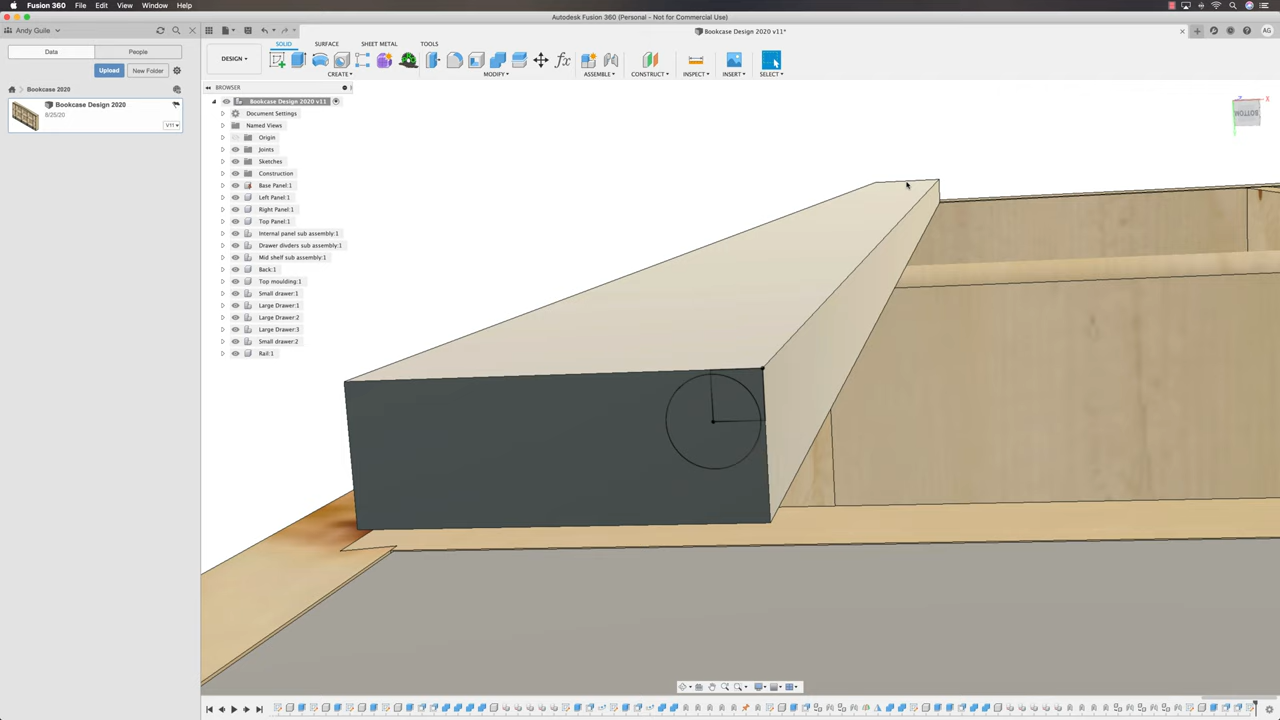 Fusion 360 File Edit View Window Help
Autodesk Fusion 360 (Personal - Not for Commercial Use)
Andy Guile
Bookcase Design 2020 v11*
AG
Data People
SOLID SURFACE SHEET METAL TOOLS
DESIGN
Upload New Folder
CREATE MODIFY ASSEMBLE CONSTRUCT INSPECT INSERT SELECT
Bookcase 2020
BROWSER
Bookcase Design 2020
8/25/20
V11
Bookcase Design 2020 v11
Document Settings
Named Views
Origin
Joints
Sketches
Construction
Base Panel:1
Left Panel:1
Right Panel:1
Top Panel:1
Internal panel sub assembly:1
Drawer dividers sub assembly:1
Mid shelf sub assembly:1
Back:1
Top moulding:1
Small drawer:1
Large Drawer:1
Large Drawer:2
Large Drawer:3
Small drawer:2
Rail:1
Z X
BOTTOM